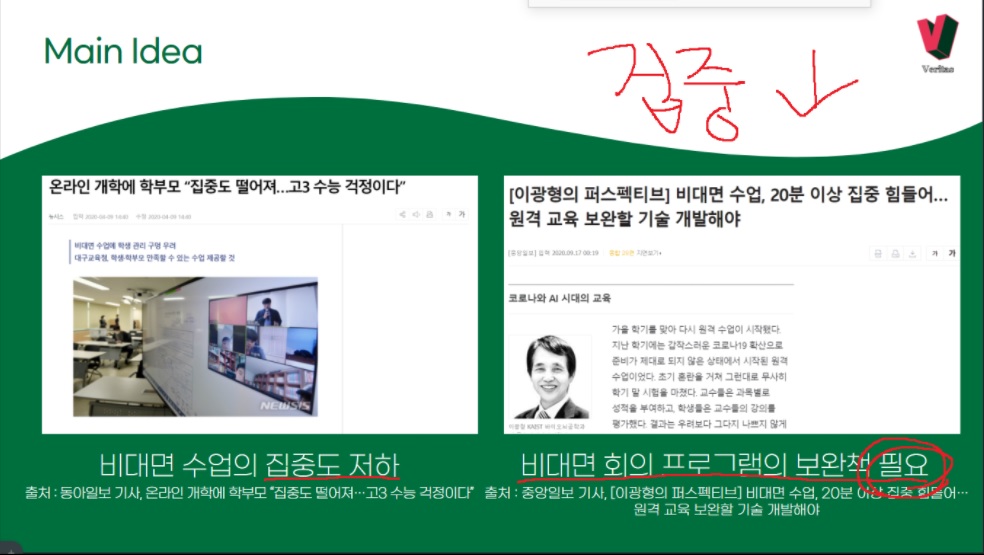 Main Idea
집중 ↓
Veritas
온라인 개학에 학부모 “집중도 떨어져...고3 수능 걱정이다”
뉴시스 입력 2020-04-09 14:40 수정 2020-04-09 14:40
가
가
비대면 수업에 학생 관리 구멍 우려
대구교육청, 학생·학부모 만족할 수 있는 수업 제공할 것
NEWSIS
비대면 수업의 집중도 저하
출처 : 동아일보 기사, 온라인 개학에 학부모 “집중도 떨어져...고3 수능 걱정이다”
[이광형의 퍼스펙티브] 비대면 수업, 20분 이상 집중 힘들어...
원격 교육 보완할 기술 개발해야
[중앙일보] 입력 2020.09.17 00:19
가
가
코로나와 AI 시대의 교육
가을 학기를 맞아 다시 원격 수업이 시작했다.
지난 학기에는 갑작스러운 코로나19 확산으로
준비가 제대로 되지 않은 상태에서 시작된 원격
수업이었다. 초기 혼란을 거쳐 그런대로 무사히
학기 말 시험을 마쳤다. 교수들은 과목별로
성적을 부여하고, 학생들은 교수들의 강의를
평가했다. 결과는 우려보다 그다지 나쁘지 않게
이광형 KAIST 바이오뇌공학과
비대면 회의 프로그램의 보완책 필요
출처 : 중앙일보 기사, [이광형의 퍼스펙티브] 비대면 수업, 20분 이상 집중 힘들어...
원격 교육 보완할 기술 개발해야